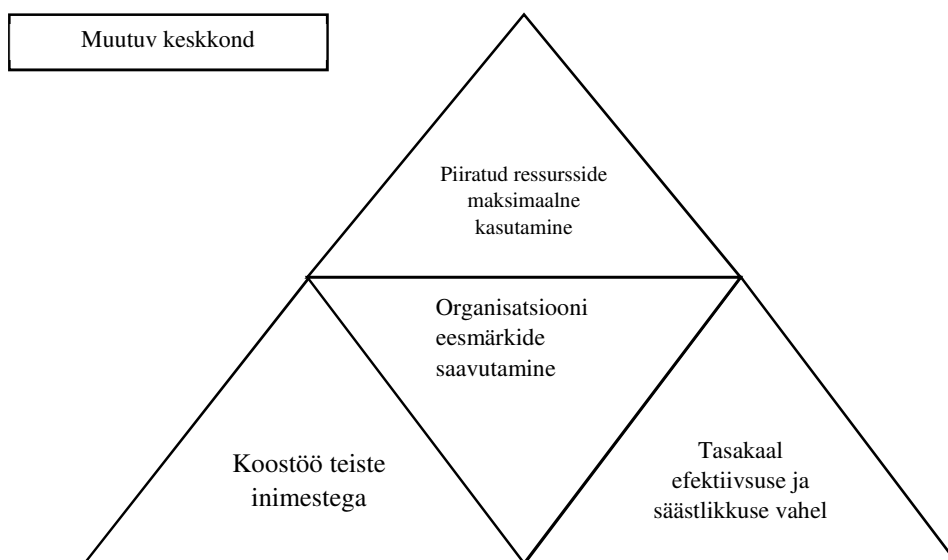 Muutuv keskkond
Piiratud ressursside
maksimaalne
kasutamine
Organisatsiooni
eesmärkide
saavutamine
Koostöö teiste
inimestega
Tasakaal
efektiivsuse ja
säästlikkuse vahel